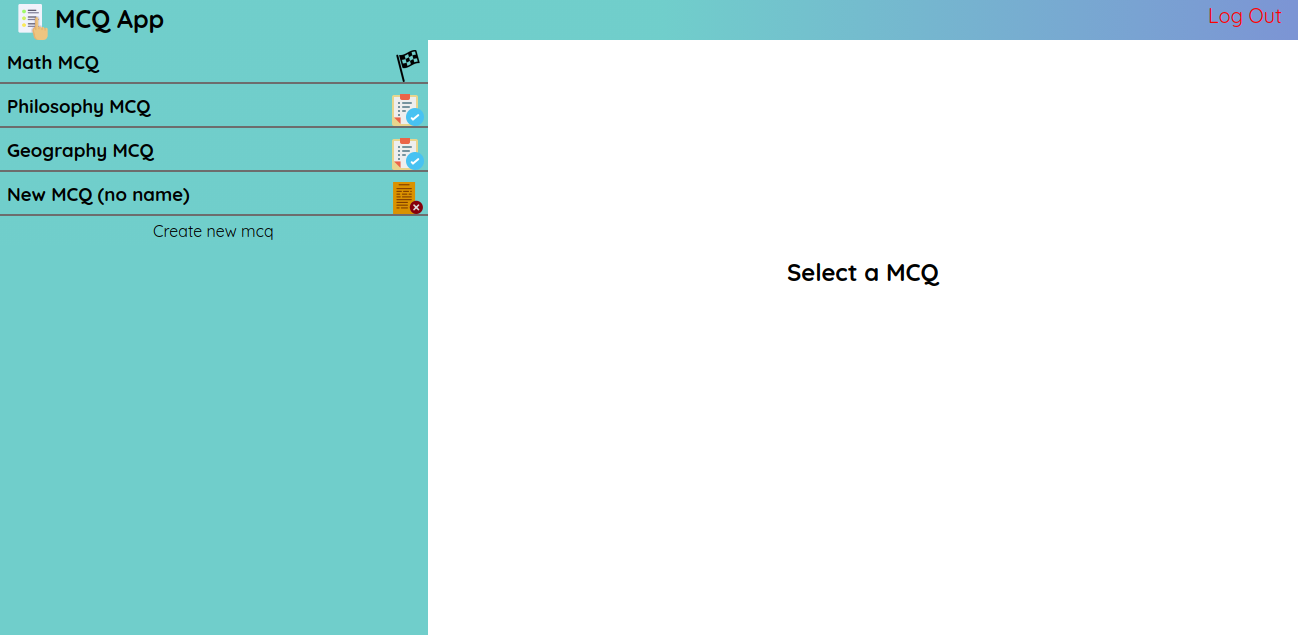 MCQ App
Log Out
Math MCQ
Philosophy MCQ
Geography MCQ
New MCQ (no name)
Create new mcq
Select a MCQ